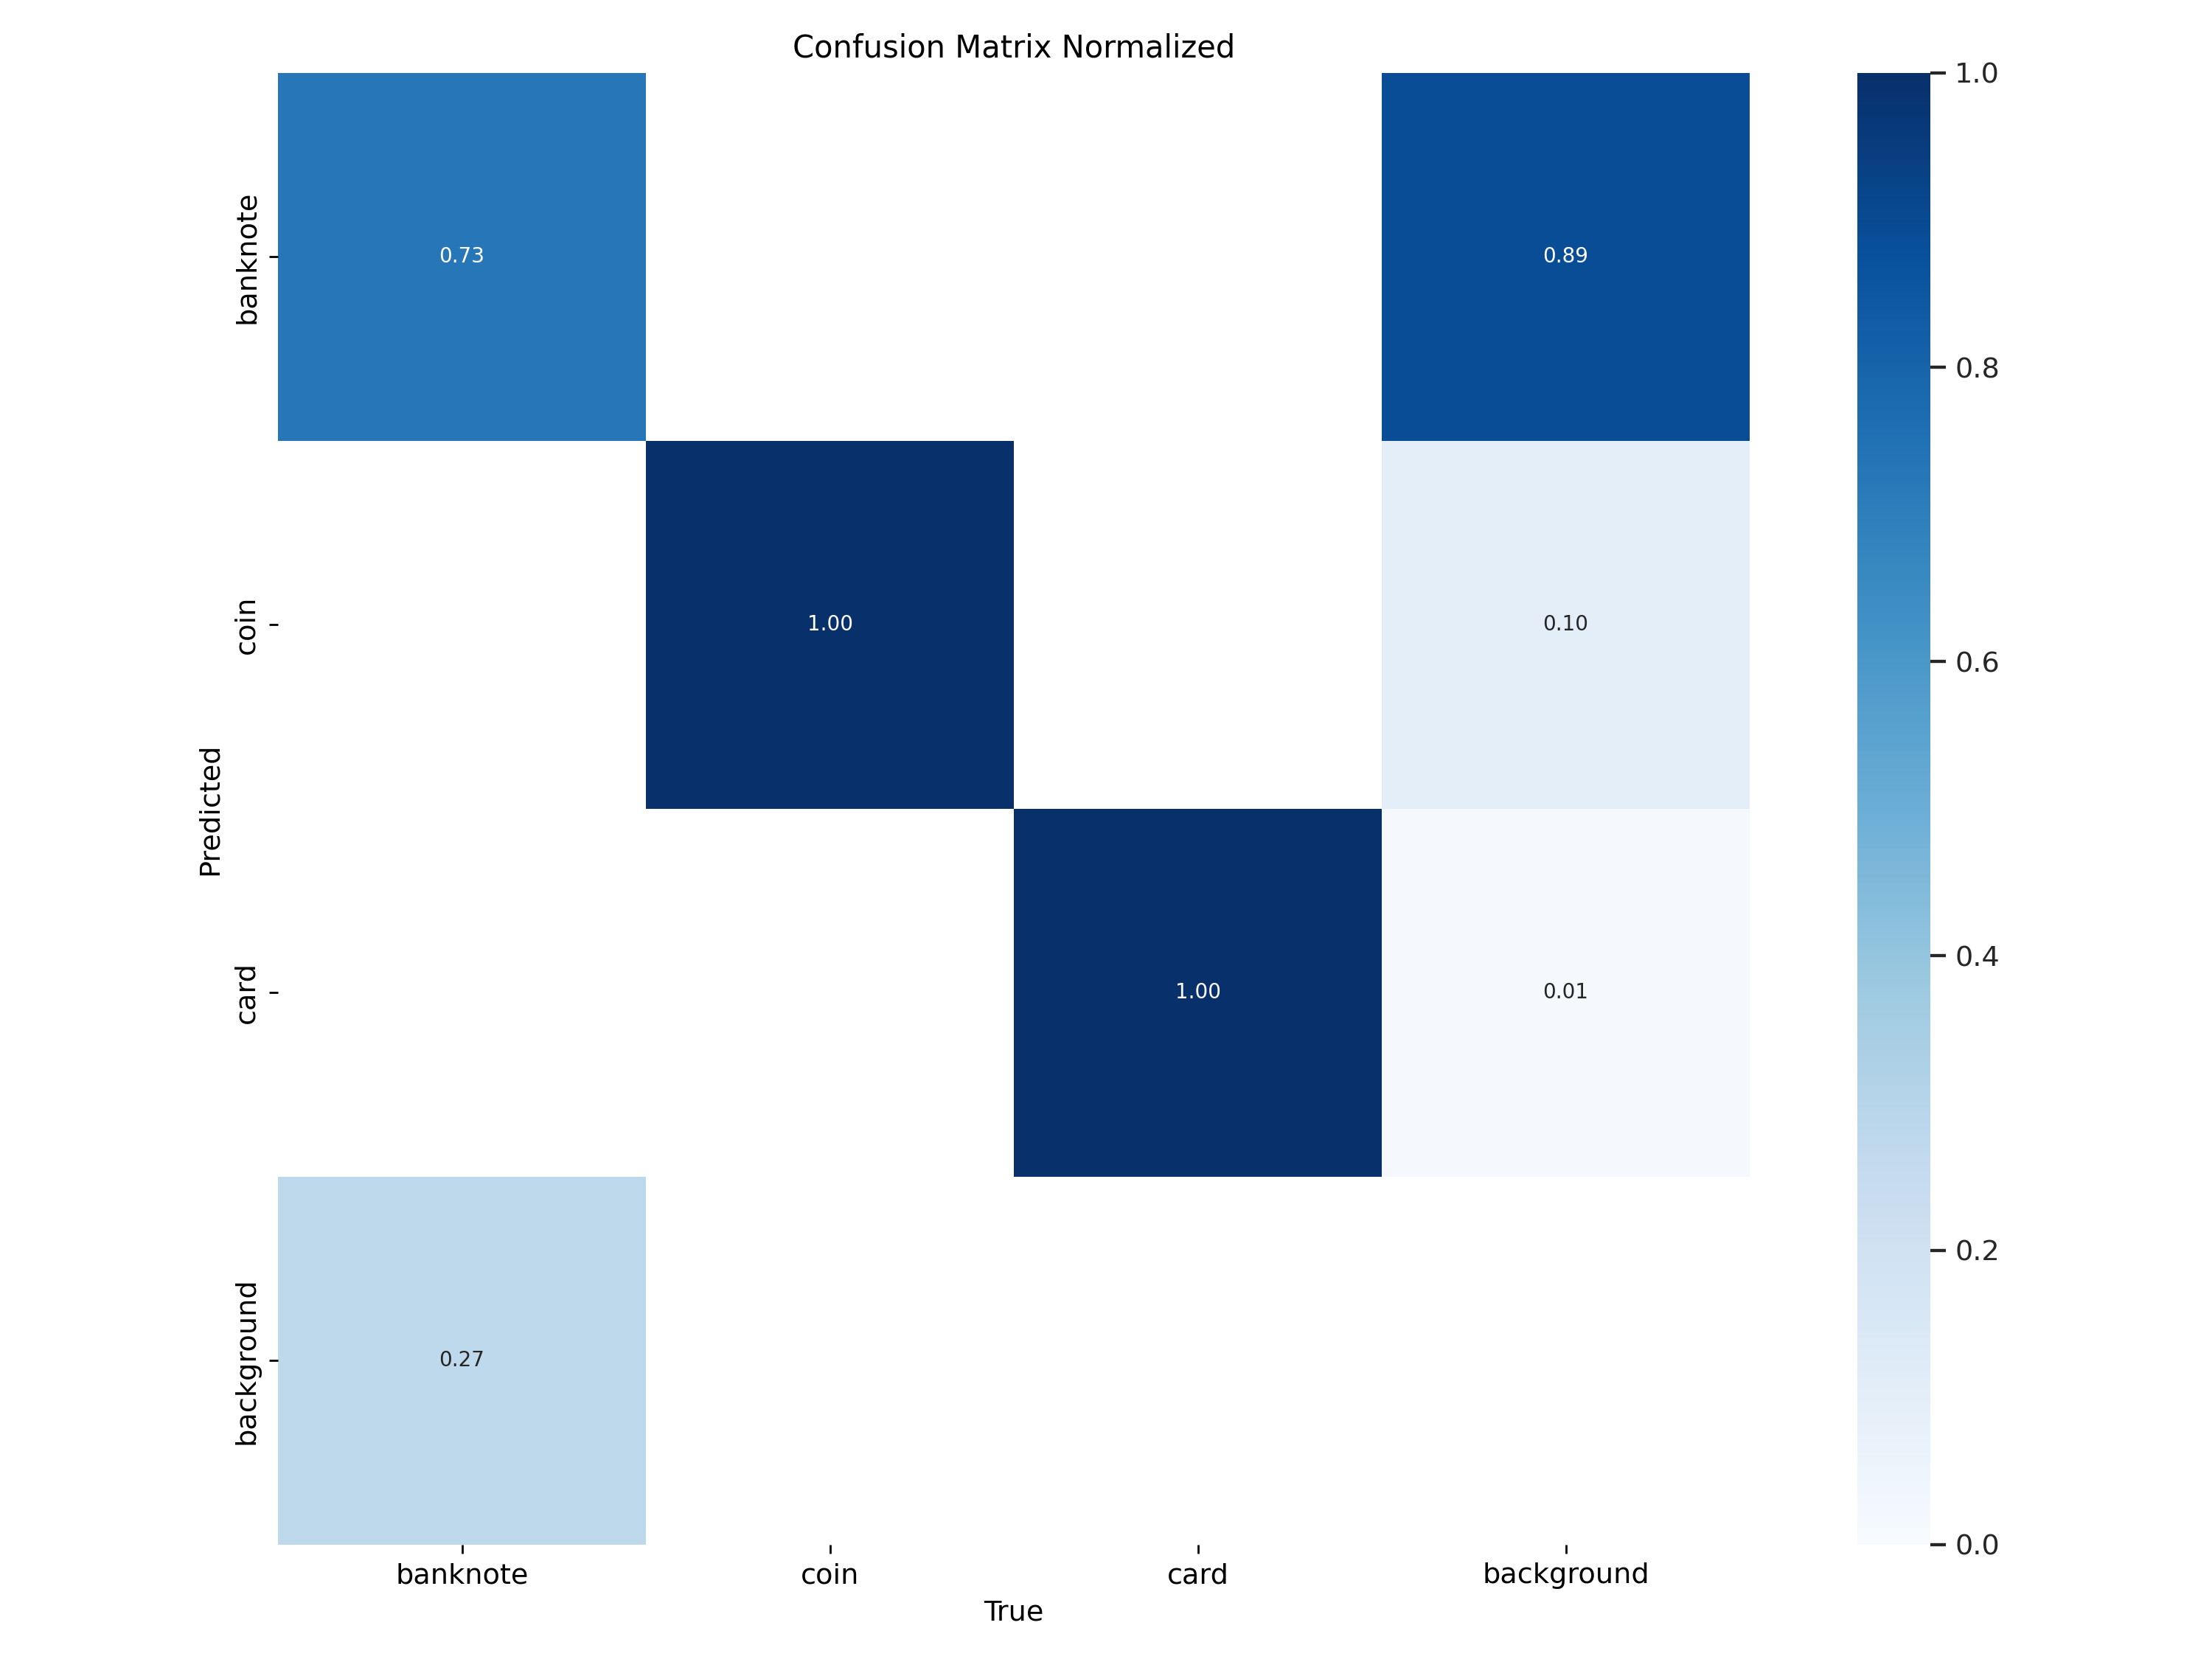 Confusion Matrix Normalized
banknote
0.73
0.89
1.0
0.8
coin
1.00
0.10
0.6
Predicted
card
1.00
0.01
0.4
background
0.27
0.2
0.0
banknote
coin
card
background
True